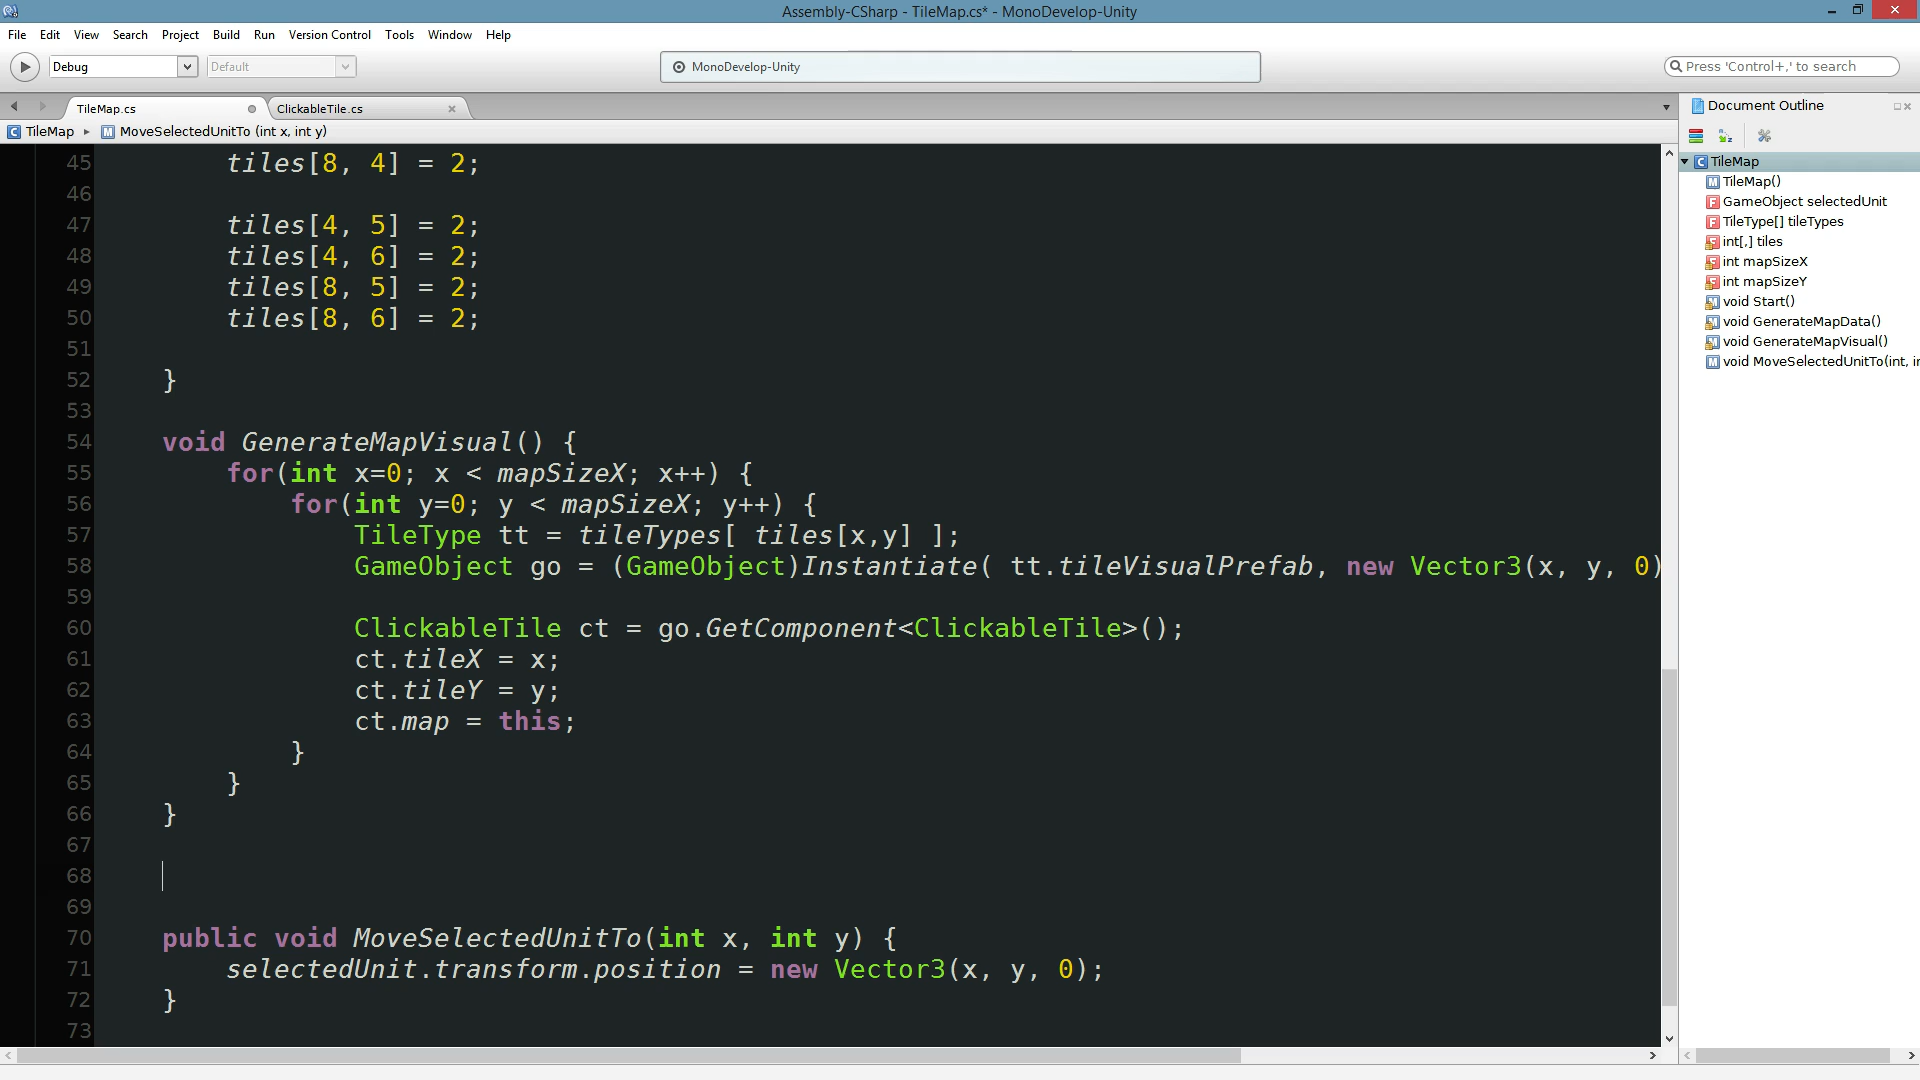 Assembly-CSharp - TileMap.cs* - MonoDevelop-Unity
File Edit View Search Project Build Run Version Control Tools Window Help
Debug Default MonoDevelop-Unity Press 'Control+,' to search
TileMap.cs ClickableTile.cs
TileMap MoveSelectedUnitTo (int x, int y)
45 tiles[8, 4] = 2;
46
47 tiles[4, 5] = 2;
48 tiles[4, 6] = 2;
49 tiles[8, 5] = 2;
50 tiles[8, 6] = 2;
51
52 }
53
54 void GenerateMapVisual() {
55 for(int x=0; x < mapSizeX; x++) {
56 for(int y=0; y < mapSizeX; y++) {
57 TileType tt = tileTypes[ tiles[x,y] ];
58 GameObject go = (GameObject)Instantiate( tt.tileVisualPrefab, new Vector3(x, y, 0)
59
60 ClickableTile ct = go.GetComponent<ClickableTile>();
61 ct.tileX = x;
62 ct.tileY = y;
63 ct.map = this;
64 }
65 }
66 }
67
68
69
70 public void MoveSelectedUnitTo(int x, int y) {
71 selectedUnit.transform.position = new Vector3(x, y, 0);
72 }
73
Document Outline
TileMap
TileMap()
GameObject selectedUnit
TileType[] tileTypes
int[,] tiles
int mapSizeX
int mapSizeY
void Start()
void GenerateMapData()
void GenerateMapVisual()
void MoveSelectedUnitTo(int, in